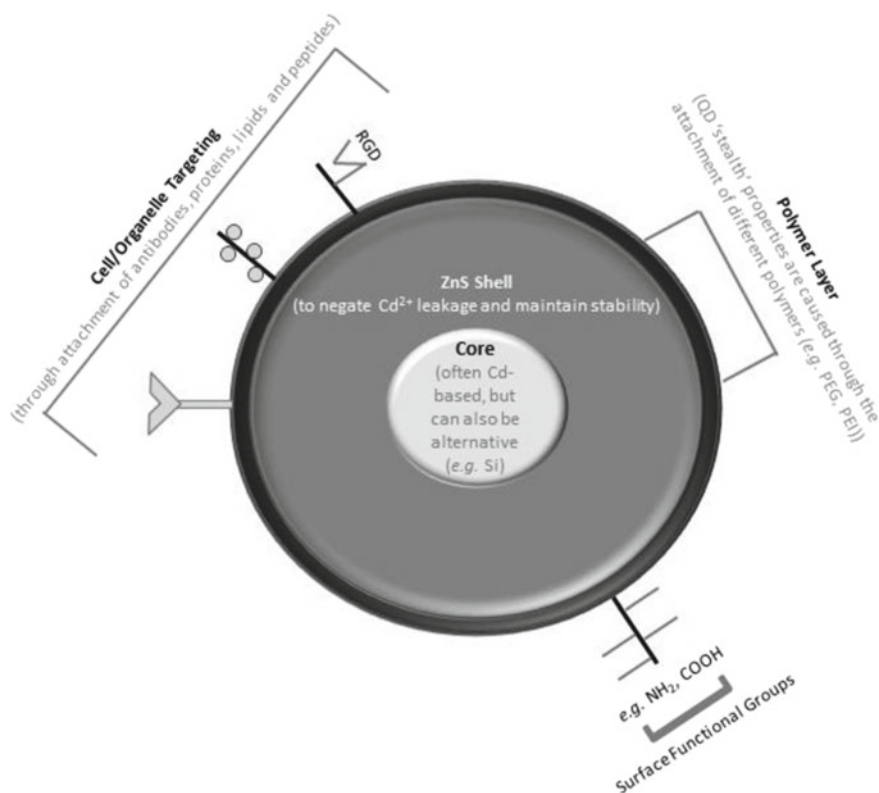 Cell/Organelle Targeting
(through attachment of antibodies, proteins, lipids and peptides)
RGD
Polymer Layer
(QD ‘stealth’ properties are caused through the
attachment of different polymers (e.g. PEG, PEI))
ZnS Shell
(to negate Cd²⁺ leakage and maintain stability)
Core
(often Cd-
based, but
can also be
alternative
(e.g. Si)
e.g. NH₂, COOH
Surface Functional Groups